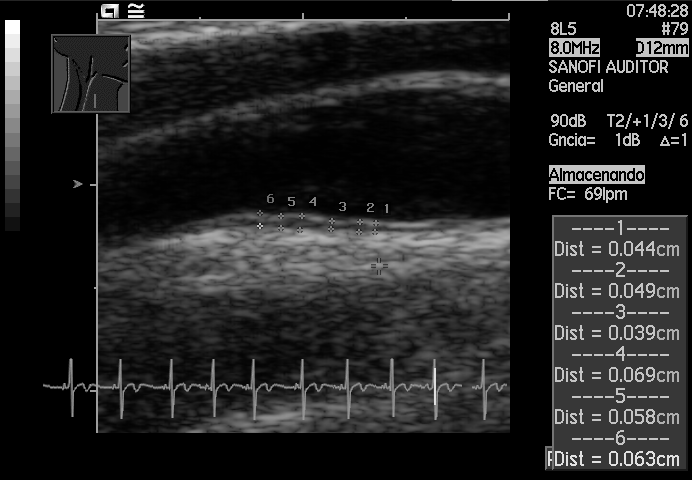 07:48:28
8L5 #79
8.0MHz D12mm
SANOFI AUDITOR
General
90dB T2/+1/3/ 6
Gncia= 1dB Δ=1
Almacenando
FC= 69lpm
6 5 4 3 2 1
----1----
Dist = 0.044cm
----2----
Dist = 0.049cm
----3----
Dist = 0.039cm
----4----
Dist = 0.069cm
----5----
Dist = 0.058cm
----6----
Dist = 0.063cm